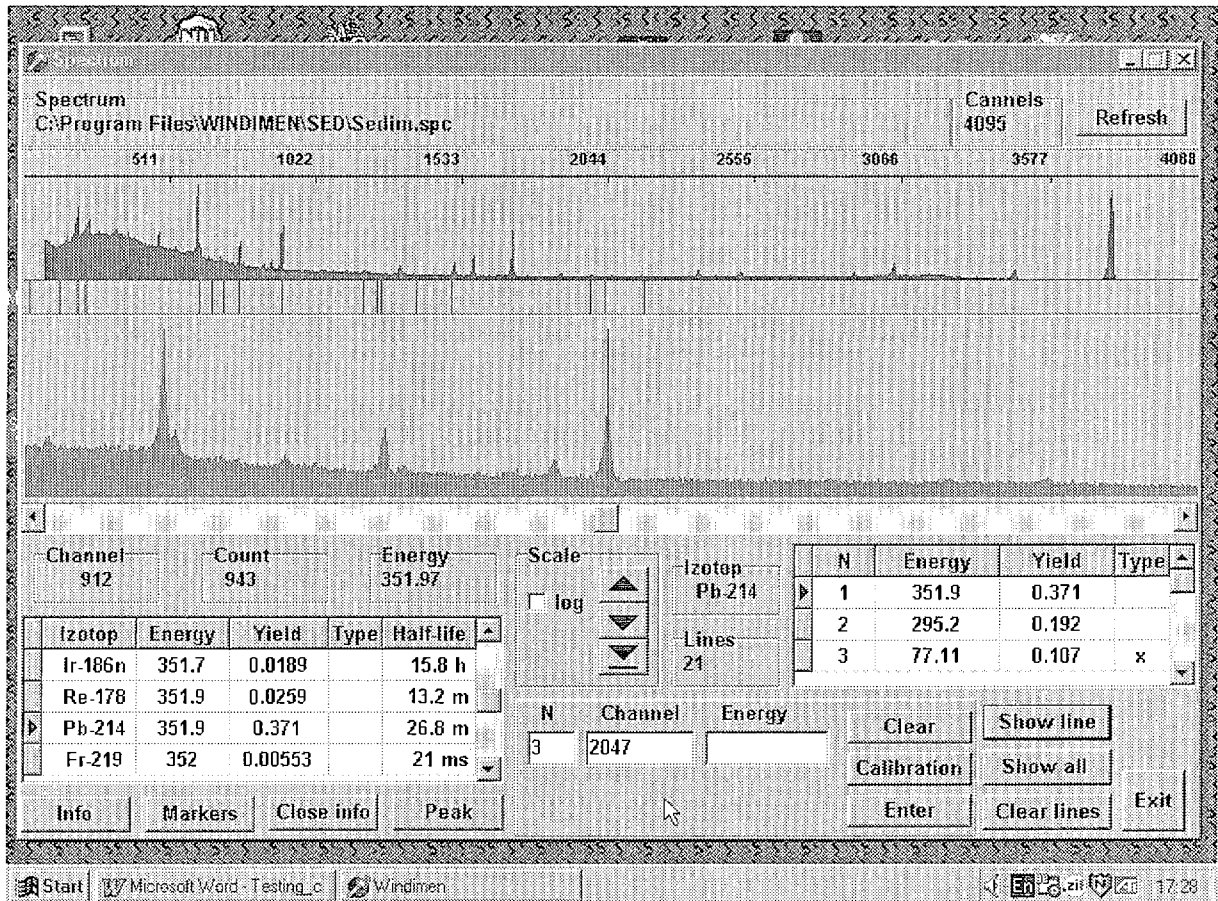 Spectrum
Spectrum
C:\Program Files\WINDIMEN\SED\Sedim.spc
Cannels
4095
Refresh
511 1022 1533 2044 2555 3066 3577 4088
Channel
912
Count
943
Energy
351.97
Scale
log
Izotop
Pb-214
Lines
21
N Energy Yield Type
1 351.9 0.371
2 295.2 0.192
3 77.11 0.107 x
Izotop Energy Yield Type Half-life
Ir-186n 351.7 0.0189 15.8 h
Re-178 351.9 0.0259 13.2 m
Pb-214 351.9 0.371 26.8 m
Fr-219 352 0.00553 21 ms
N Channel Energy
3 2047
Clear
Show line
Calibration
Show all
Enter
Clear lines
Exit
Info
Markers
Close info
Peak
Start
Microsoft Word - Testing_c
Windimen
En
.zip
17:28